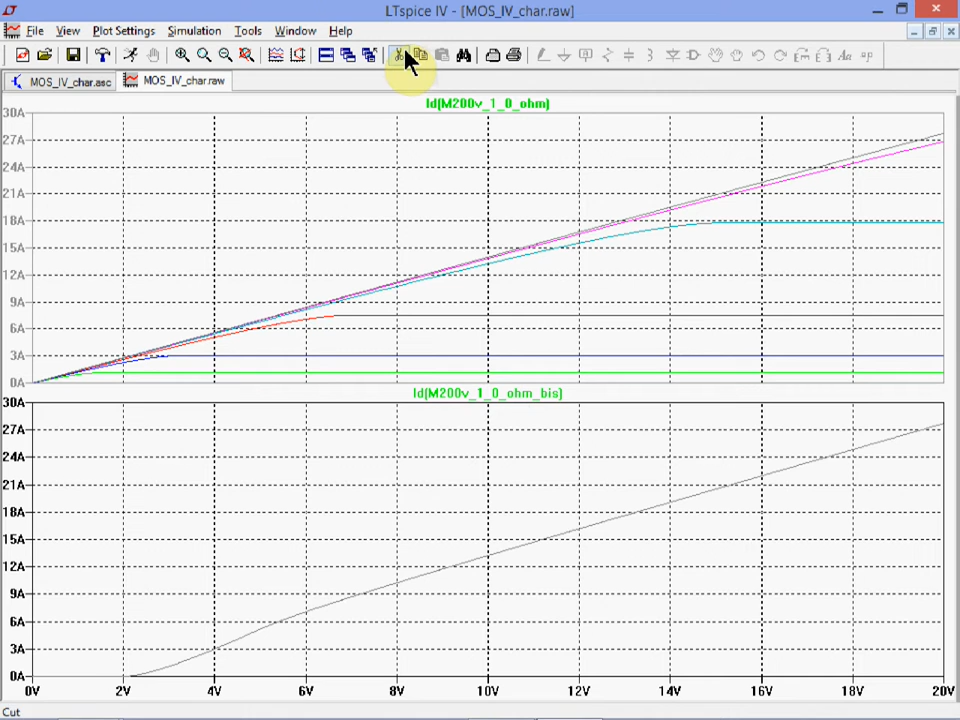 LTspice IV - [MOS_IV_char.raw]
File View Plot Settings Simulation Tools Window Help
MOS_IV_char.asc MOS_IV_char.raw
Id(M200v_1_0_ohm)
30A
27A
24A
21A
18A
15A
12A
9A
6A
3A
0A
Id(M200v_1_0_ohm_bis)
30A
27A
24A
21A
18A
15A
12A
9A
6A
3A
0A
0V 2V 4V 6V 8V 10V 12V 14V 16V 18V 20V
Cut